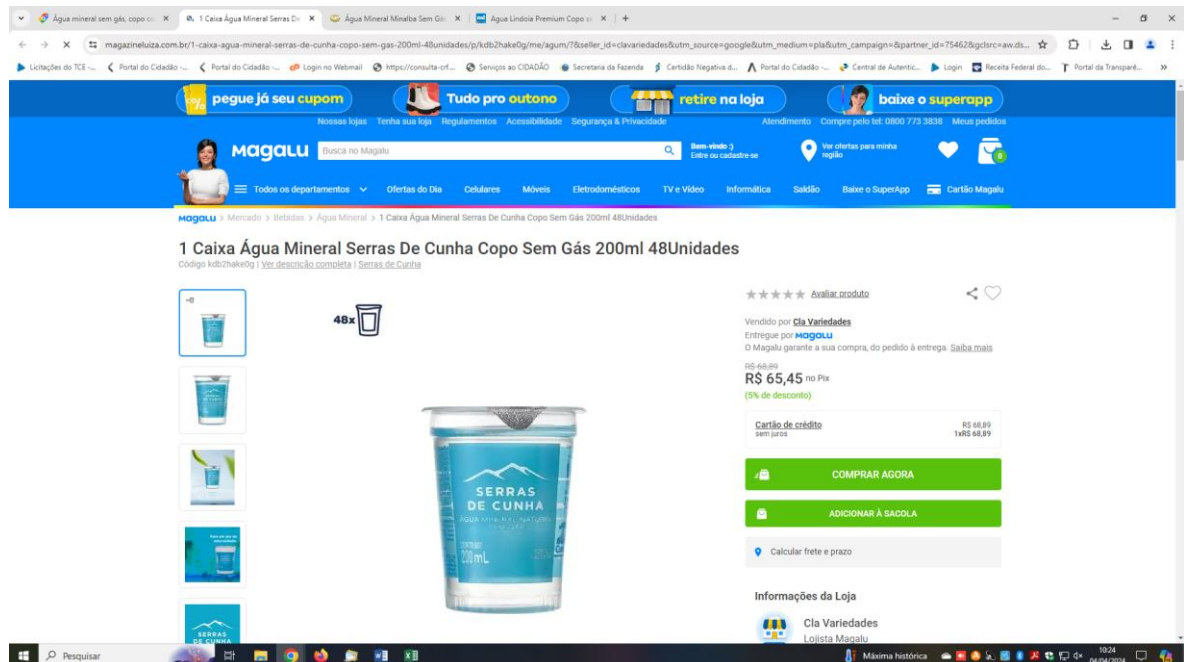 Água mineral sem gás, copo co
1 Caixa Água Mineral Serras De
Água Mineral Minalba Sem Gás
Agua Lindoia Premium Copo
magazineluiza.com.br/1-caixa-agua-mineral-serras-de-cunha-copo-sem-gas-200ml-48unidades/p/kdb2hake0g/me/agum/?&seller_id=clavariedades&utm_source=google&utm_medium=pla&utm_campaign=&partner_id=75462&gclsrc=aw.ds...
Licitações do TCE -... Portal do Cidadão -... Portal do Cidadão -... Login no Webmail https://consulta-crf... Serviços ao CIDADÃO Secretaria da Fazenda Certidão Negativa d... Portal do Cidadão -... Central de Autentic... Login Receita Federal do... Portal da Transparê...
pegue já seu cupom Tudo pro outono retire na loja baixe o superapp
Nossas lojas Tenha sua loja Regulamentos Acessibilidade Segurança & Privacidade Atendimento Compre pelo tel: 0800 773 3838 Meus pedidos
Magalu Busca no Magalu
Bem-vindo :)
Entre ou cadastre-se
Ver ofertas para minha
região
0
Todos os departamentos Ofertas do Dia Celulares Móveis Eletrodomésticos TV e Vídeo Informática Saldão Baixe o SuperApp Cartão Magalu
Magalu > Mercado > Bebidas > Água Mineral > 1 Caixa Água Mineral Serras De Cunha Copo Sem Gás 200ml 48Unidades
1 Caixa Água Mineral Serras De Cunha Copo Sem Gás 200ml 48Unidades
Código kdb2hake0g | Ver descrição completa | Serras de Cunha
48x
SERRAS
DE CUNHA
200 mL
SERRAS
DE CUNHA
Avaliar produto
Vendido por Cla Variedades
Entregue por Magalu
O Magalu garante a sua compra, do pedido à entrega. Saiba mais
R$ 68,89
R$ 65,45 no Pix
(5% de desconto)
Cartão de crédito R$ 68,89
sem juros 1xR$ 68,89
COMPRAR AGORA
ADICIONAR À SACOLA
Calcular frete e prazo
Informações da Loja
Cla Variedades
Lojista Magalu
Pesquisar
Máxima histórica
10:24
04/04/2024